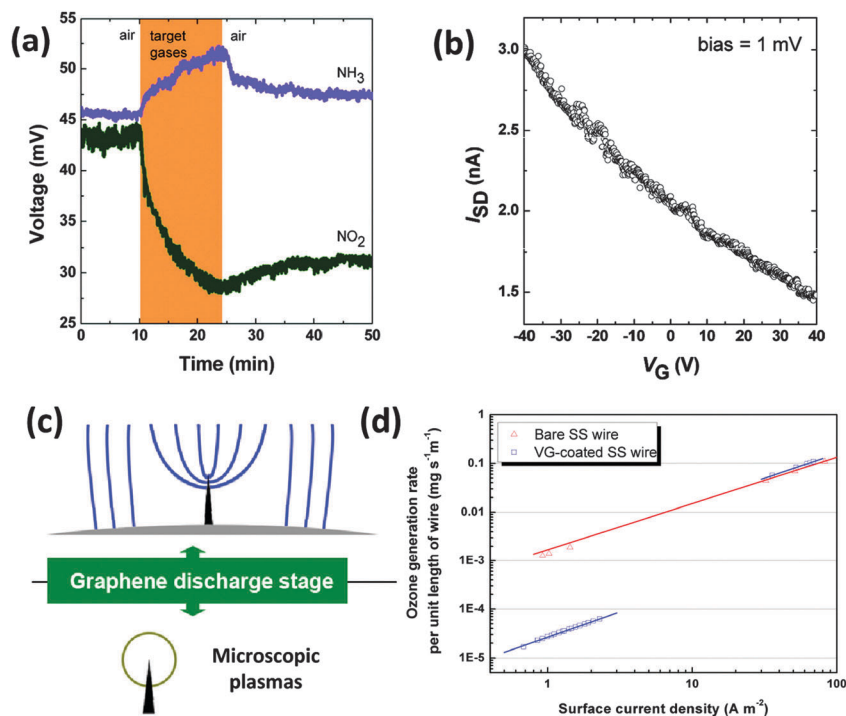 (a)
air
target
gases
air
NH3
NO2
55
50
45
40
35
30
25
Voltage (mV)
0
10
20
30
40
50
Time (min)
(b)
bias = 1 mV
3.0
2.5
2.0
1.5
ISD (nA)
-40
-30
-20
-10
0
10
20
30
40
VG (V)
(c)
Graphene discharge stage
Microscopic
plasmas
(d)
Bare SS wire
VG-coated SS wire
1
0.1
0.01
1E-3
1E-4
1E-5
Ozone generation rate
per unit length of wire (mg s-1m-1)
1
10
100
Surface current density (A m-2)